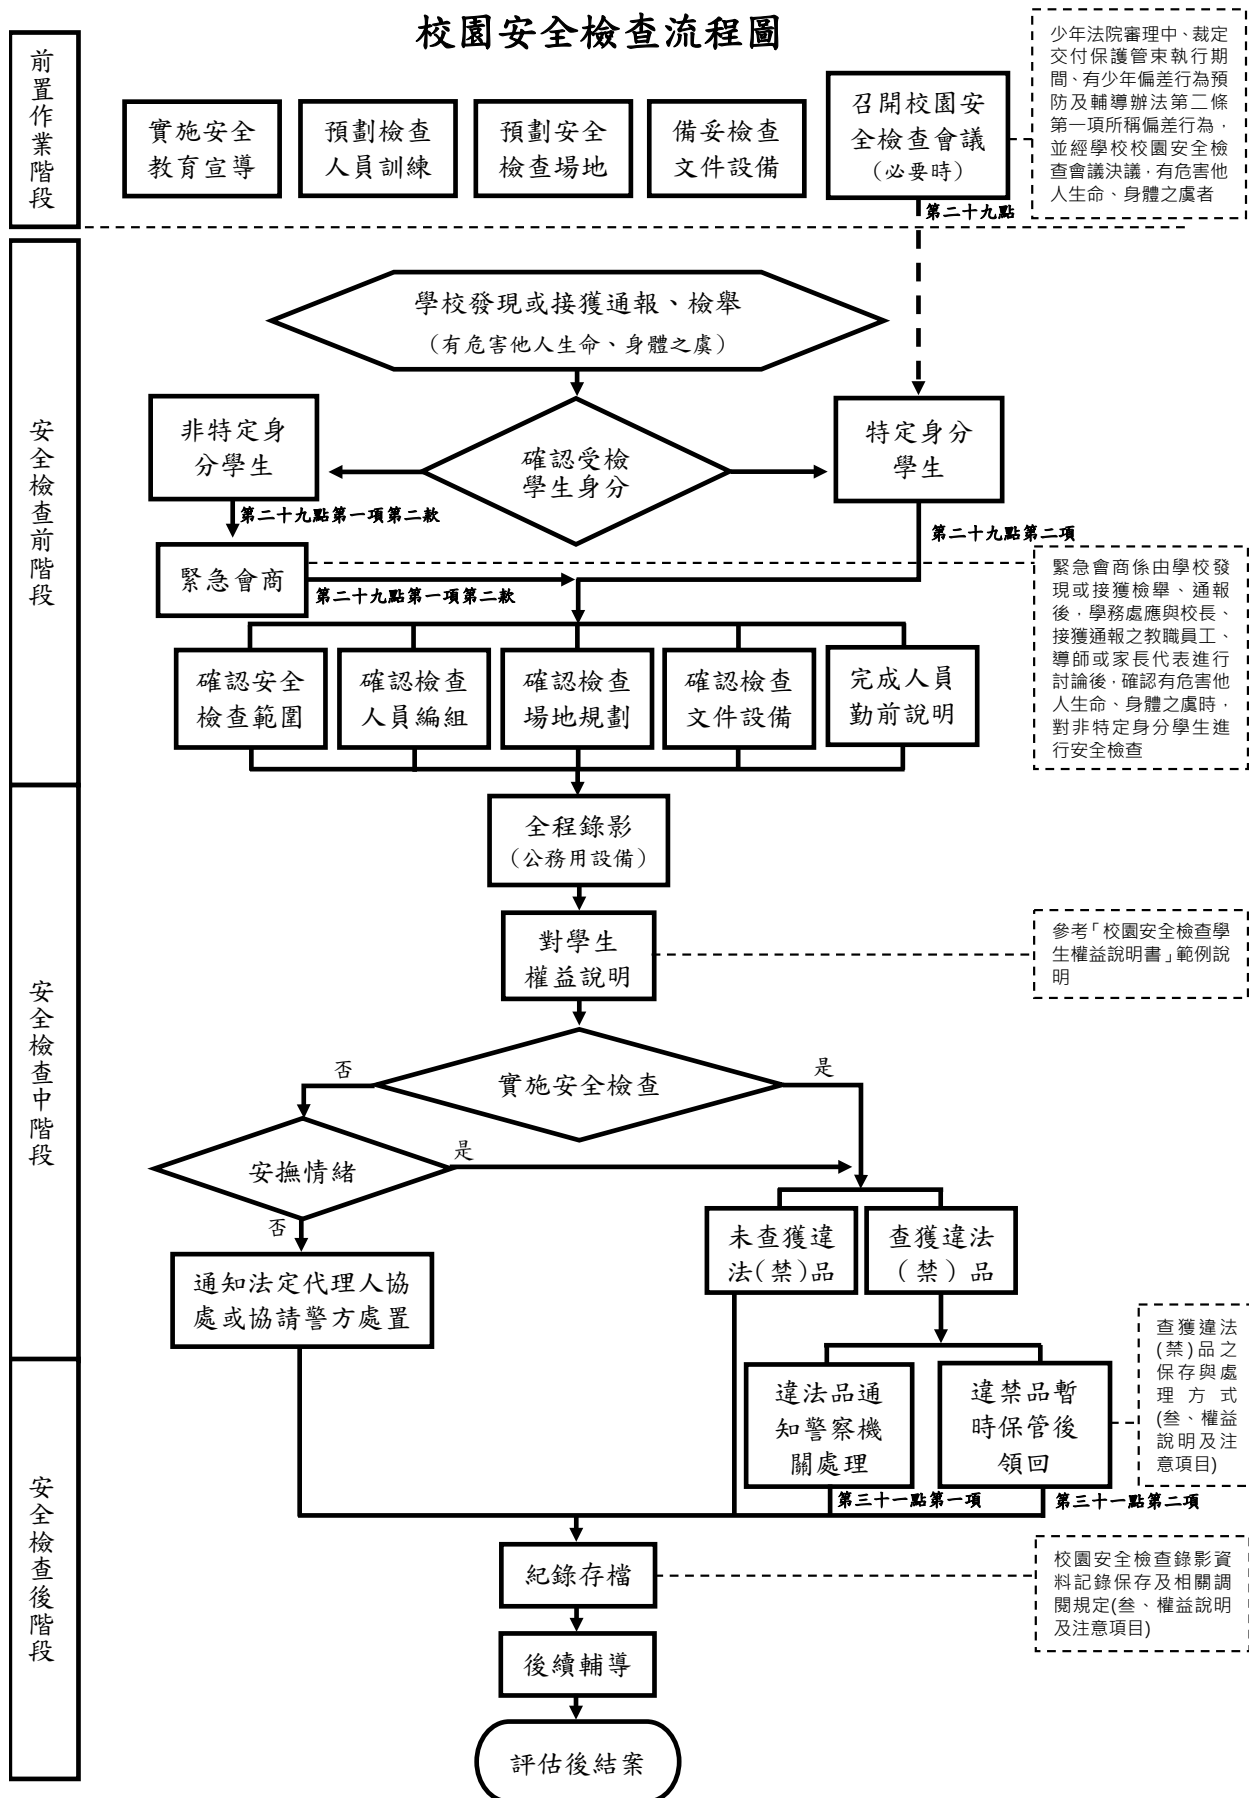 校園安全檢查流程圖
前置作業階段
實施安全
教育宣導
預劃檢查
人員訓練
預劃安全
檢查場地
備妥檢查
文件設備
召開校園安
全檢查會議
(必要時)
少年法院審理中、裁定
交付保護管束執行期
間、有少年偏差行為預
防及輔導辦法第二條
第一項所稱偏差行為，
並經學校校園安全檢
查會議決議，有危害他
人生命、身體之虞者
第二十九點
安全檢查前階段
學校發現或接獲通報、檢舉
(有危害他人生命、身體之虞)
非特定身
分學生
確認受檢
學生身分
特定身分
學生
第二十九點第一項第二款
第二十九點第二項
緊急會商
第二十九點第一項第二款
緊急會商係由學校發
現或接獲檢舉、通報
後，學務處應與校長、
接獲通報之教職員工、
導師或家長代表進行
討論後，確認有危害他
人生命、身體之虞時，
對非特定身分學生進
行安全檢查
確認安全
檢查範圍
確認檢查
人員編組
確認檢查
場地規劃
確認檢查
文件設備
完成人員
勤前說明
安全檢查中階段
全程錄影
(公務用設備)
對學生
權益說明
參考「校園安全檢查學
生權益說明書」範例說
明
實施安全檢查
否
是
安撫情緒
是
否
通知法定代理人協
處或協請警方處置
未查獲違
法(禁)品
查獲違法
(禁)品
安全檢查後階段
違法品通
知警察機
關處理
違禁品暫
時保管後
領回
查獲違法
(禁)品之
保存與處
理方式
(叁、權益
說明及注
意項目)
第三十一點第一項
第三十一點第二項
紀錄存檔
校園安全檢查錄影資
料記錄保存及相關調
閱規定(叁、權益說明
及注意項目)
後續輔導
評估後結案